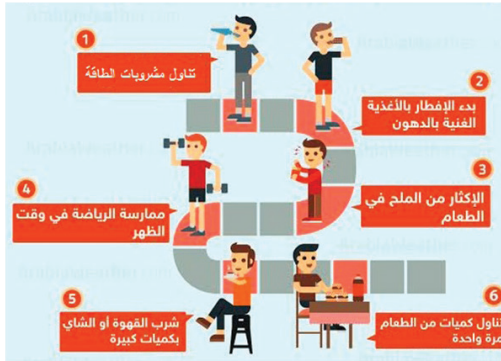 1
تناول مشروبات الطاقة
2
بدء الإفطار بالأغذية
الغنية بالدهون
3
الإكثار من الملح في
الطعام
4
ممارسة الرياضة في وقت
الظهر
5
شرب القهوة أو الشاي
بكميات كبيرة
6
تناول كميات من الطعام
مرة واحدة